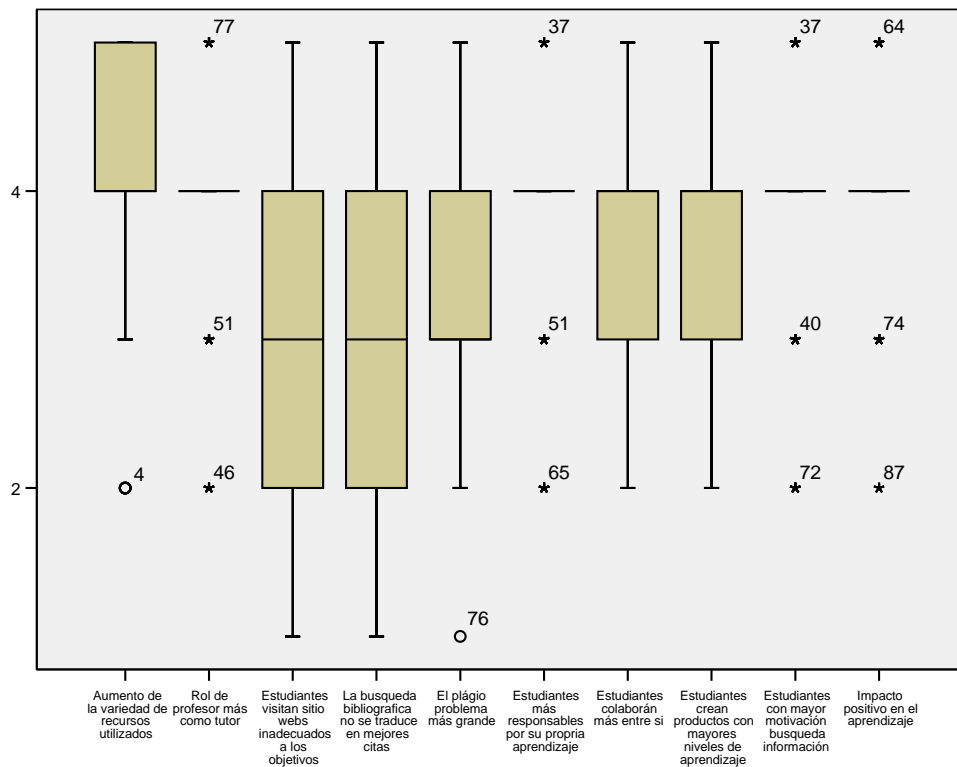 77
37
37
64
4
51
51
40
74
4
46
65
72
87
2
76
Aumento de
la variedad de
recursos
utilizados
Rol de
profesor más
como tutor
Estudiantes
visitan sitio
webs
inadecuados
a los
objetivos
La busqueda
bibliografica
no se traduce
en mejores
citas
El plágio
problema
más grande
Estudiantes
más
responsables
por su propria
aprendizaje
Estudiantes
colaborán
más entre si
Estudiantes
crean
productos con
mayores
niveles de
aprendizaje
Estudiantes
con mayor
motivación
busqueda
información
Impacto
positivo en el
aprendizaje